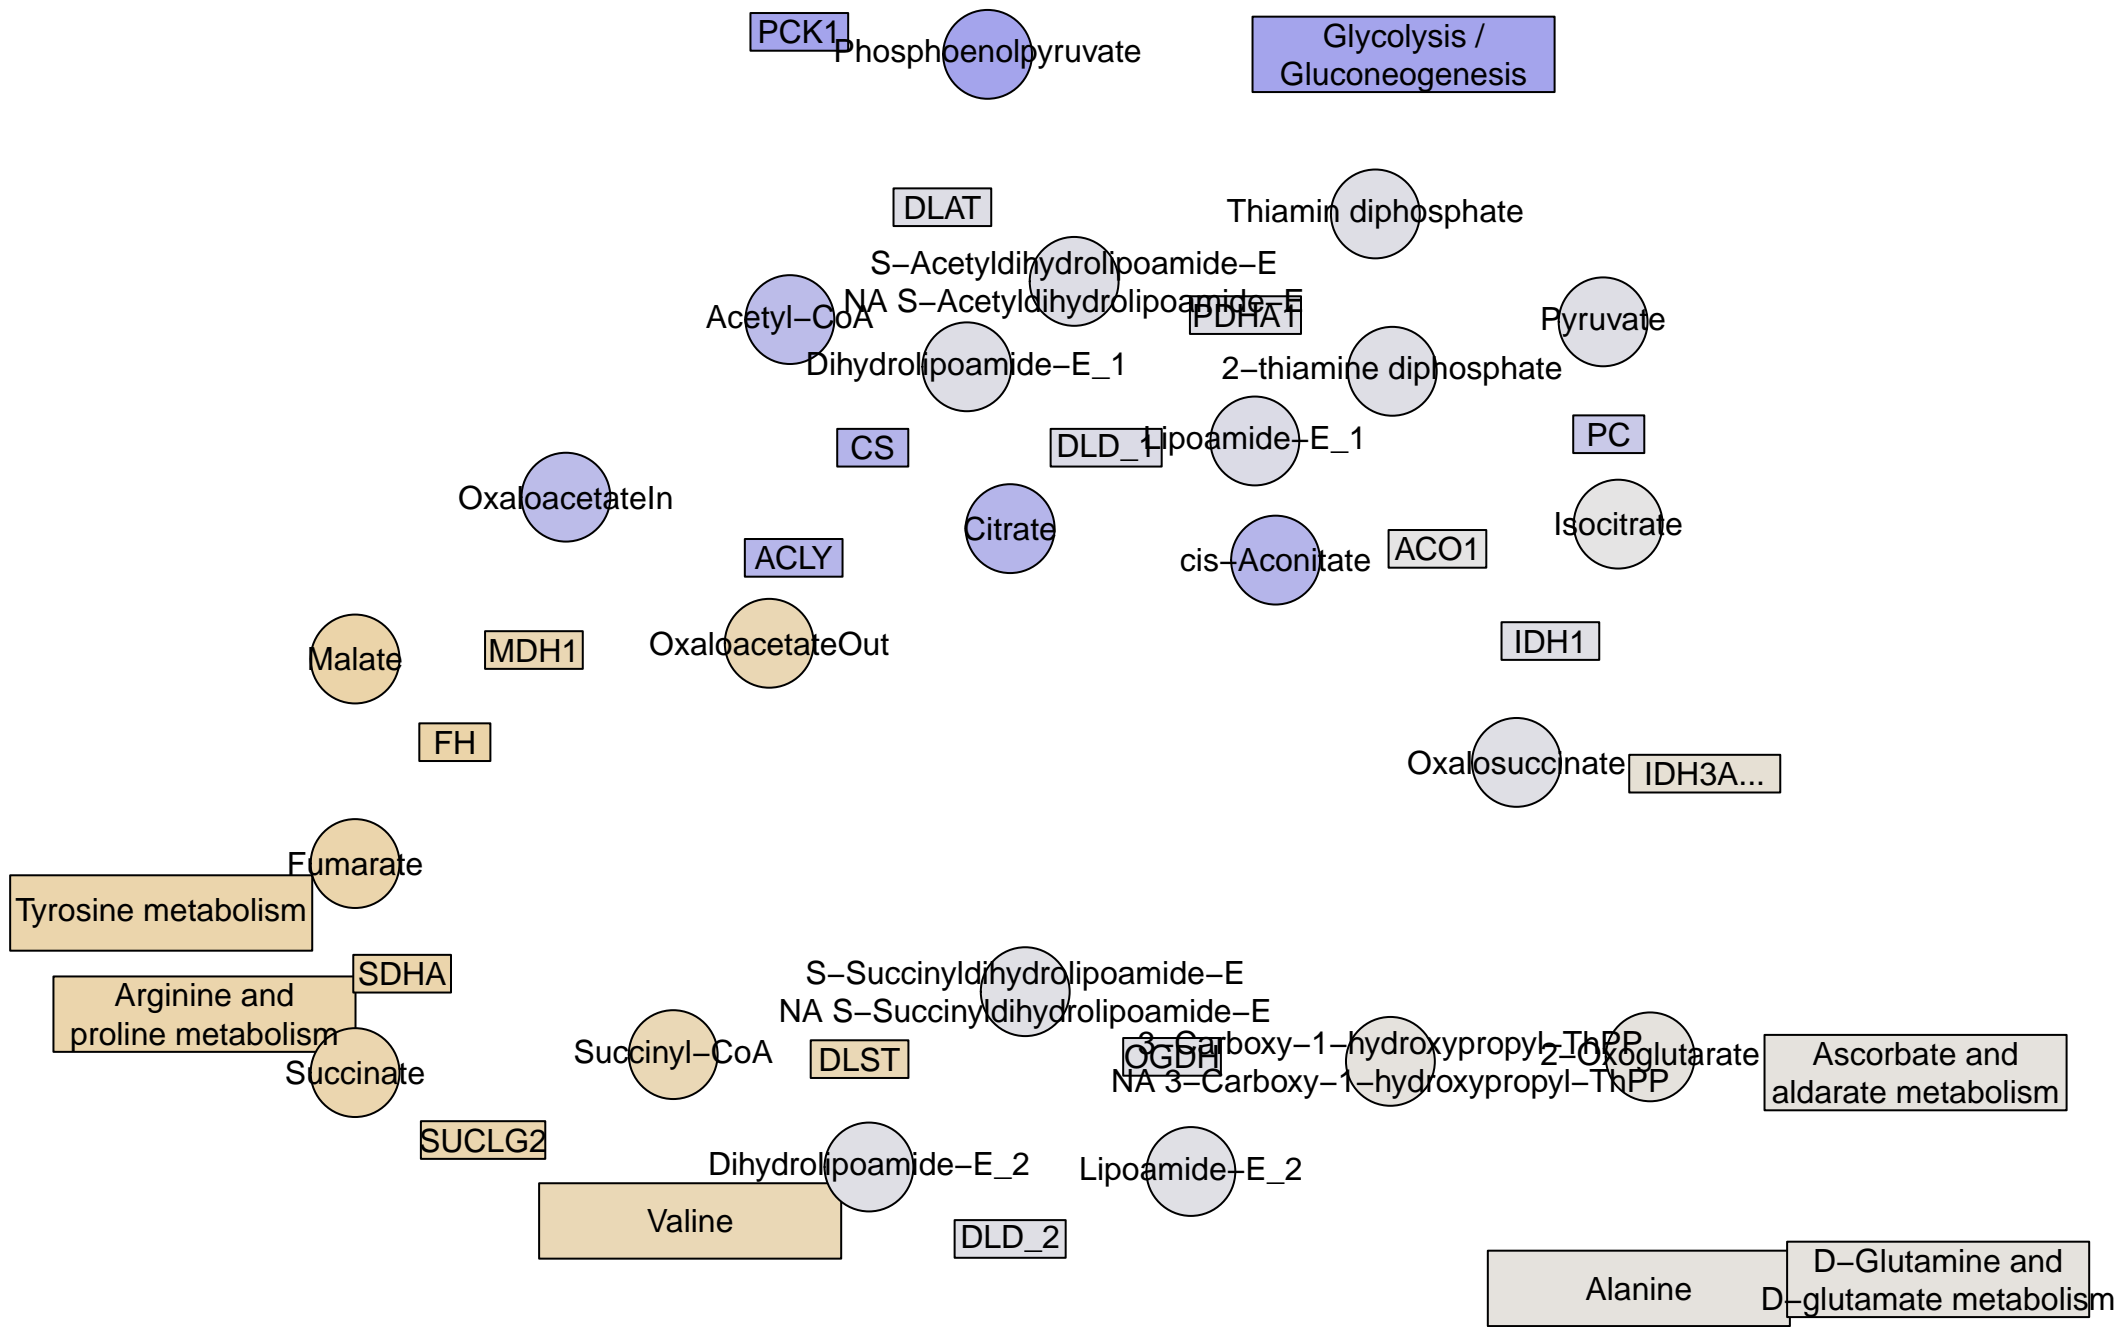 PCK1
Phosphoenolpyruvate
Glycolysis /
Gluconeogenesis
DLAT
Thiamin diphosphate
S−Acetyldihydrolipoamide−E
NA S−Acetyldihydrolipoamide−E
PDHA1
Acetyl−CoA
Pyruvate
Dihydrolipoamide−E_1
2−thiamine diphosphate
CS
DLD_1
Lipoamide−E_1
PC
OxaloacetateIn
Citrate
Isocitrate
ACLY
cis−Aconitate
ACO1
Malate
MDH1
OxaloacetateOut
IDH1
FH
Oxalosuccinate
IDH3A...
Fumarate
Tyrosine metabolism
SDHA
Arginine and
proline metabolism
Succinate
S−Succinyldihydrolipoamide−E
NA S−Succinyldihydrolipoamide−E
Succinyl−CoA
DLST
OGDH
3−Carboxy−1−hydroxypropyl−ThPP
NA 3−Carboxy−1−hydroxypropyl−ThPP
2−Oxoglutarate
Ascorbate and
aldarate metabolism
SUCLG2
Dihydrolipoamide−E_2
Lipoamide−E_2
Valine
DLD_2
Alanine
D−Glutamine and
D−glutamate metabolism